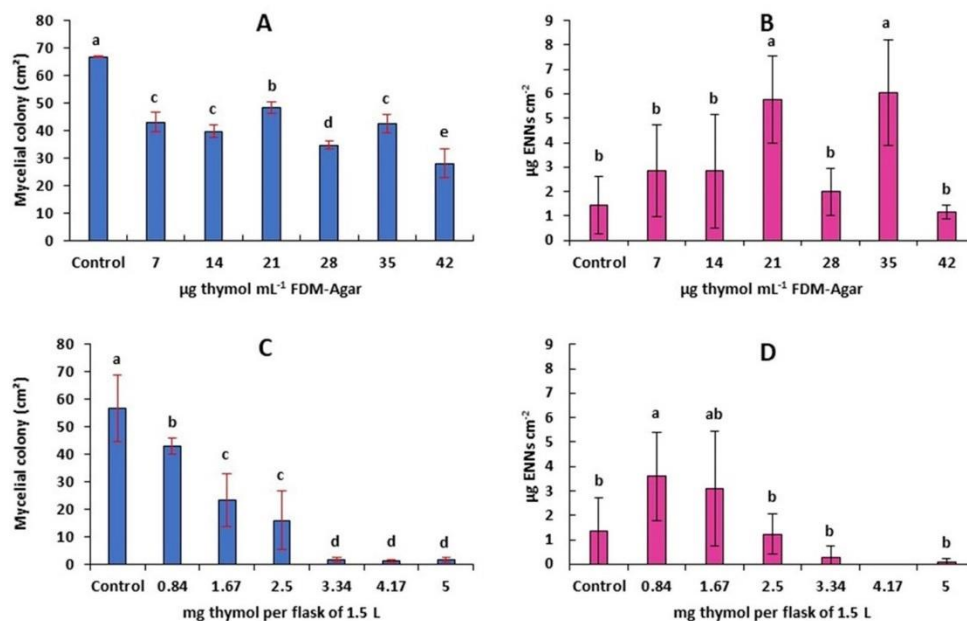 A
Mycelial colony (cm²)
80
70
60
50
40
30
20
10
0
a
c
c
b
d
c
e
Control 7 14 21 28 35 42
µg thymol mL⁻¹ FDM-Agar
B
µg ENNs cm⁻²
9
8
7
6
5
4
3
2
1
0
b
b
b
a
b
a
b
Control 7 14 21 28 35 42
µg thymol mL⁻¹ FDM-Agar
C
Mycelial colony (cm²)
80
70
60
50
40
30
20
10
0
a
b
c
c
d
d
d
Control 0.84 1.67 2.5 3.34 4.17 5
mg thymol per flask of 1.5 L
D
µg ENNs cm⁻²
9
8
7
6
5
4
3
2
1
0
b
a
ab
b
b
b
Control 0.84 1.67 2.5 3.34 4.17 5
mg thymol per flask of 1.5 L